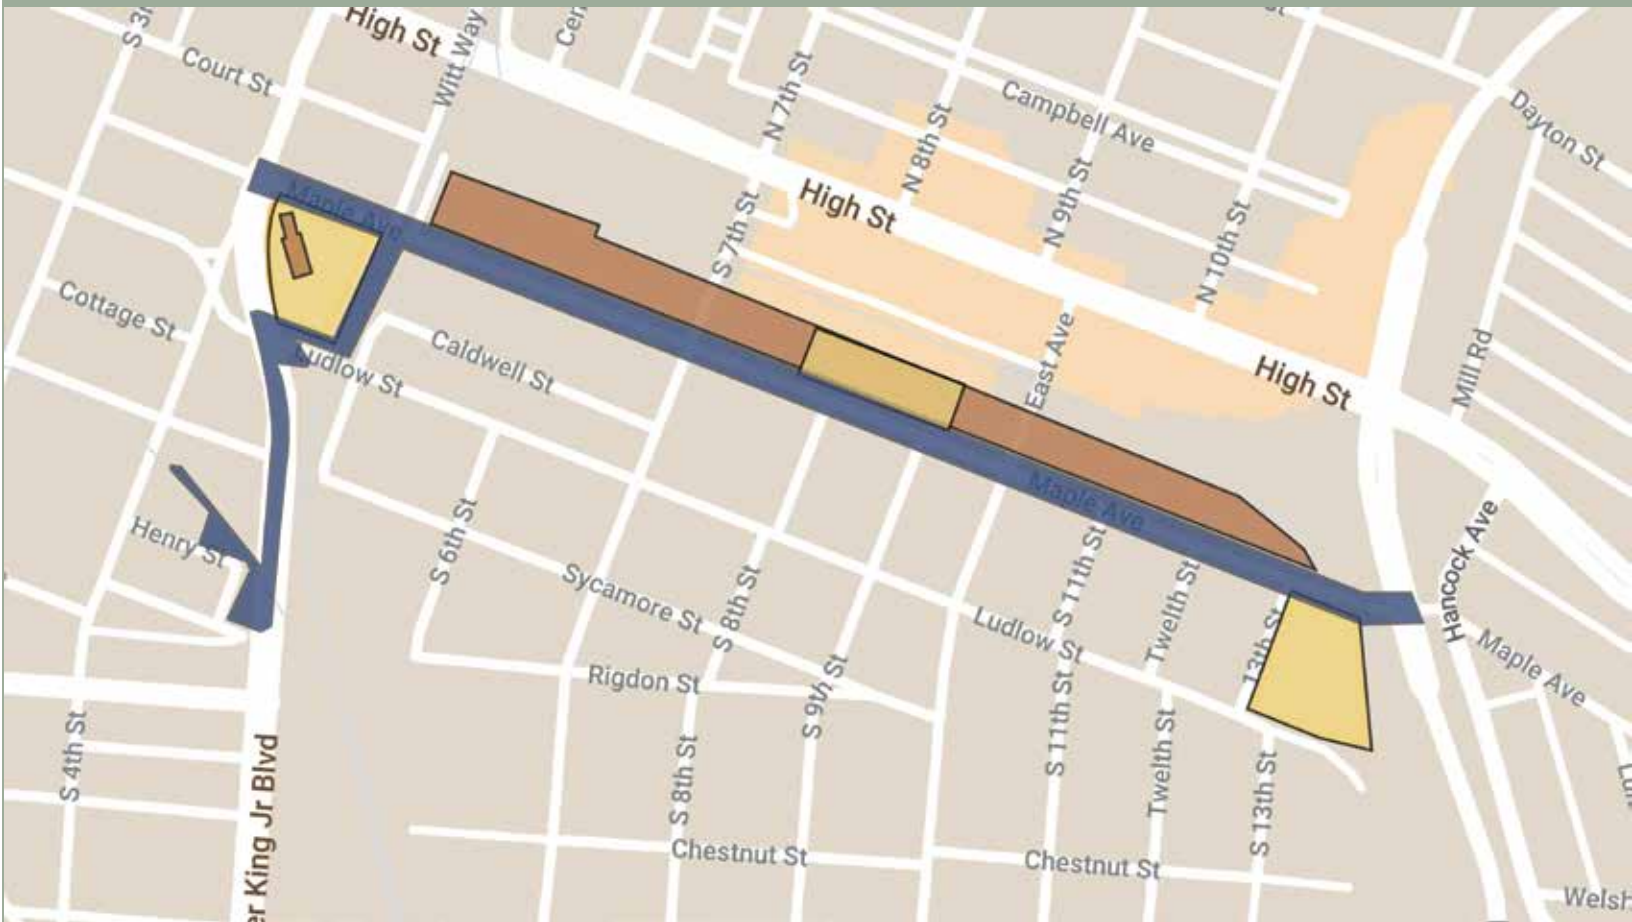 High St
Court St
Witt Way
Campbell Ave
Dayton St
N 7th St
N 8th St
N 9th St
N 10th St
S 7th St
High St
Maple Ave
Cottage St
Ludlow St
Caldwell St
East Ave
High St
Mill Rd
Henry St
S 6th St
Maple Ave
Hancock Ave
Sycamore St
S 8th St
S 11th St
Twelth St
Ludlow St
13th St
Maple Ave
Rigdon St
S 9th St
S 4th St
S 8th St
S 11th St
Twelth St
S 13th St
er King Jr Blvd
Chestnut St
Chestnut St